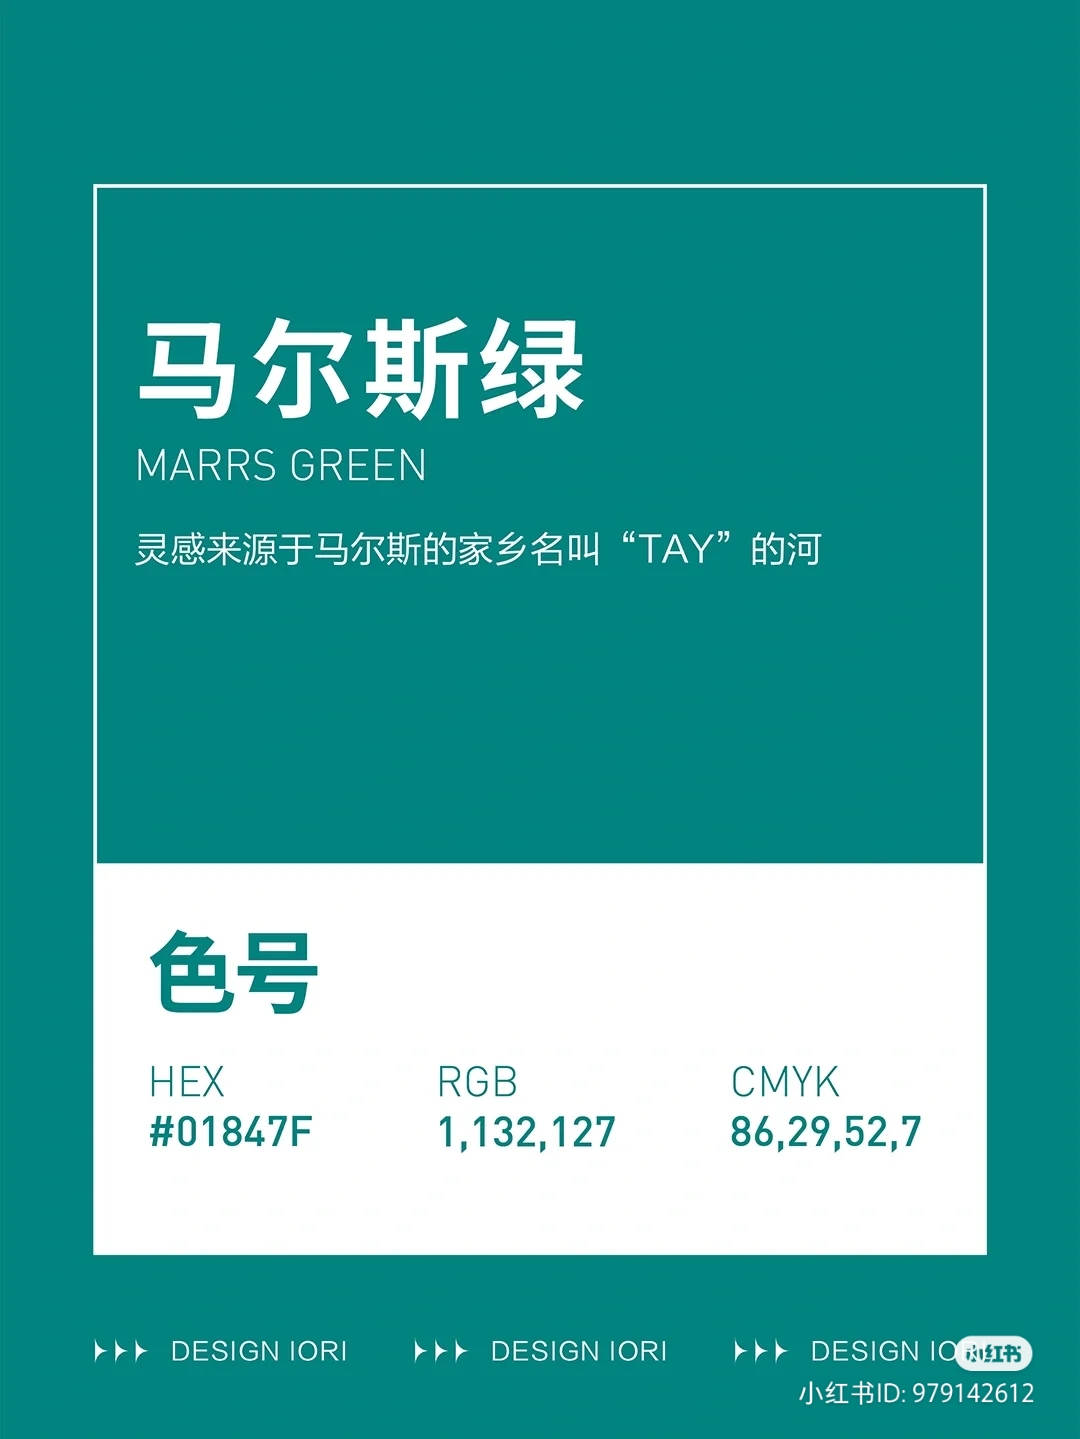 马尔斯绿
MARRS GREEN
灵感来源于马尔斯的家乡名叫“TAY”的河
色号
HEX RGB CMYK
#01847F 1,132,127 86,29,52,7
DESIGN IORI DESIGN IORI DESIGN IO
小红书
小红书ID: 979142612